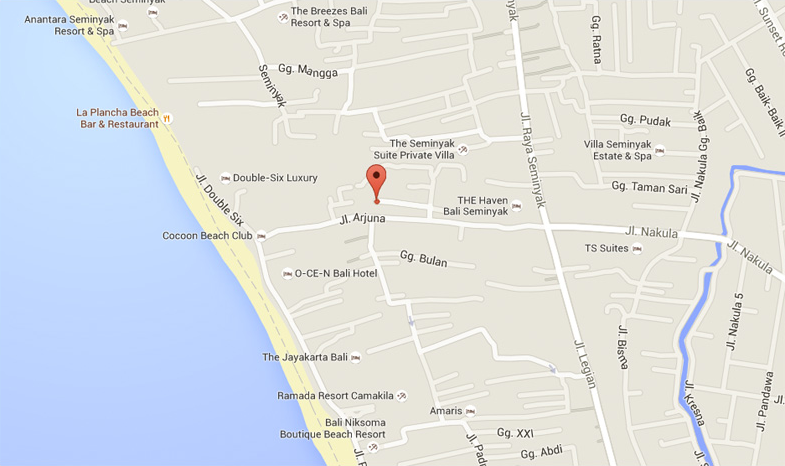 Beach Seminyak
Anantara Seminyak
Resort & Spa
The Breezes Bali
Resort & Spa
Jl. Raya Seminyak
Gg. Ratna
Jl. Sunset R
Gg. Mangga
Seminyak
La Plancha Beach
Bar & Restaurant
Gg. Pudak
Gg. Baik-Baik II
The Seminyak
Suite Private Villa
Jl. Raya Seminyak
Villa Seminyak
Estate & Spa
Jl. Nakula Gg. Baik
Double-Six Luxury
Gg. Taman Sari
Jl. Double Six
THE Haven
Bali Seminyak
Jl. Arjuna
Cocoon Beach Club
Jl. Nakula
TS Suites
Jl. Nakula
Gg. Bulan
O-CE-N Bali Hotel
Jl. Nakula 5
Jl. Bisma
The Jayakarta Bali
Jl. Legian
Jl. Pandawa
Ramada Resort Camakila
Jl. Kresna
Amaris
Bali Niksoma
Boutique Beach Resort
Gg. XXI
Gg. Abdi
Jl. Padm